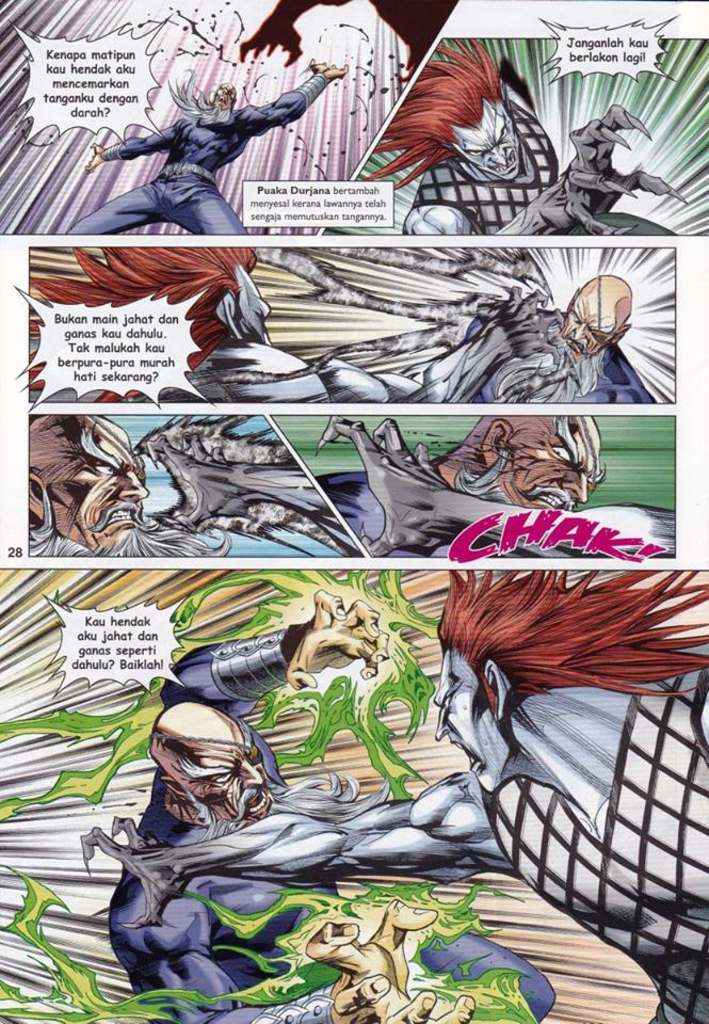 Kenapa matipun
kau hendak aku
mencemarkan
tanganku dengan
darah?
Puaka Durjana bertambah
menyesal kerana lawannya telah
sengaja memutuskan tangannya.
Janganlah kau
berlakon lagi!
Bukan main jahat dan
ganas kau dahulu.
Tak malukah kau
berpura-pura murah
hati sekarang?
CHAK!
28
Kau hendak
aku jahat dan
ganas seperti
dahulu? Baiklah!